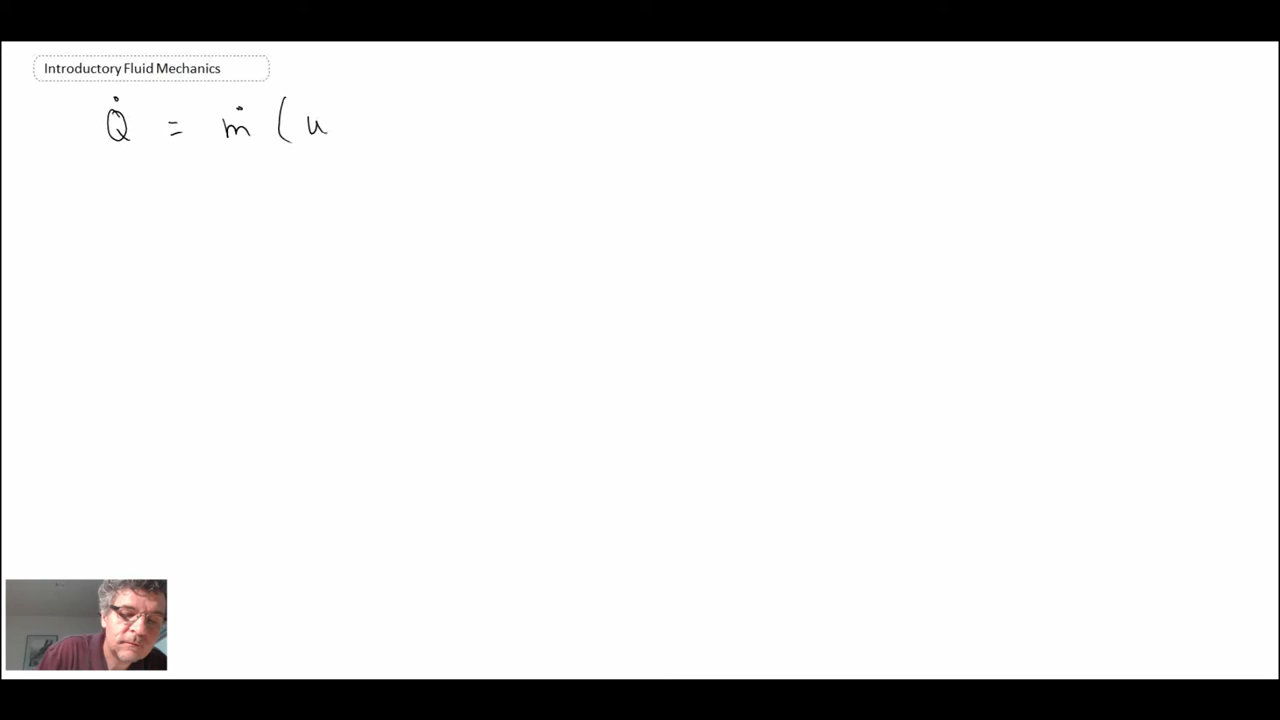 Introductory Fluid Mechanics
Q̇ = ṁ ( u